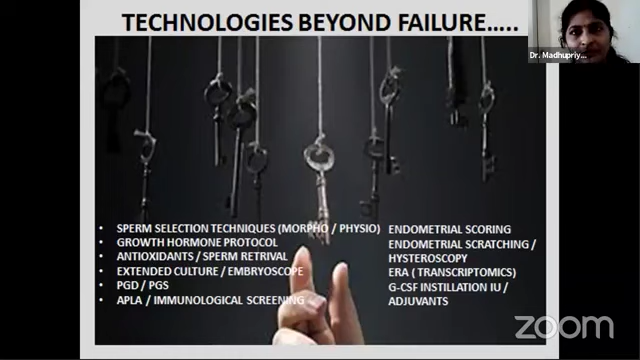 TECHNOLOGIES BEYOND FAILURE.....
Dr. Madhupriy...
• SPERM SELECTION TECHNIQUES (MORPHO / PHYSIO)
• GROWTH HORMONE PROTOCOL
• ANTIOXIDANTS / SPERM RETRIVAL
• EXTENDED CULTURE / EMBRYOSCOPE
• PGD / PGS
• APLA / IMMUNOLOGICAL SCREENING
ENDOMETRIAL SCORING
ENDOMETRIAL SCRATCHING /
HYSTEROSCOPY
ERA ( TRANSCRIPTOMICS)
G-CSF INSTILLATION IU /
ADJUVANTS
zoom